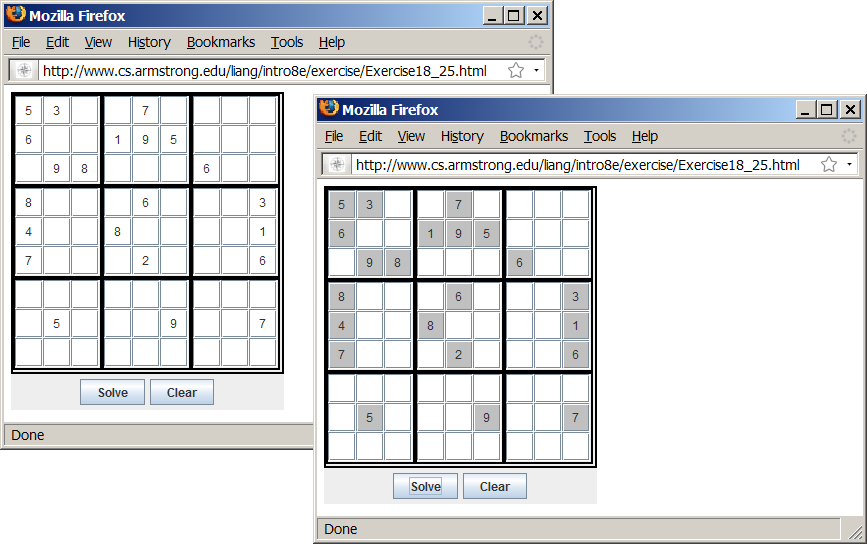 Mozilla Firefox
File Edit View History Bookmarks Tools Help
http://www.cs.armstrong.edu/liang/intro8e/exercise/Exercise18_25.html
5 3 7
6 1 9 5
9 8 6
8 6 3
4 8 1
7 2 6
5 9 7
Solve Clear
Done
Mozilla Firefox
File Edit View History Bookmarks Tools Help
http://www.cs.armstrong.edu/liang/intro8e/exercise/Exercise18_25.html
5 3 7
6 1 9 5
9 8 6
8 6 3
4 8 1
7 2 6
5 9 7
Solve Clear
Done